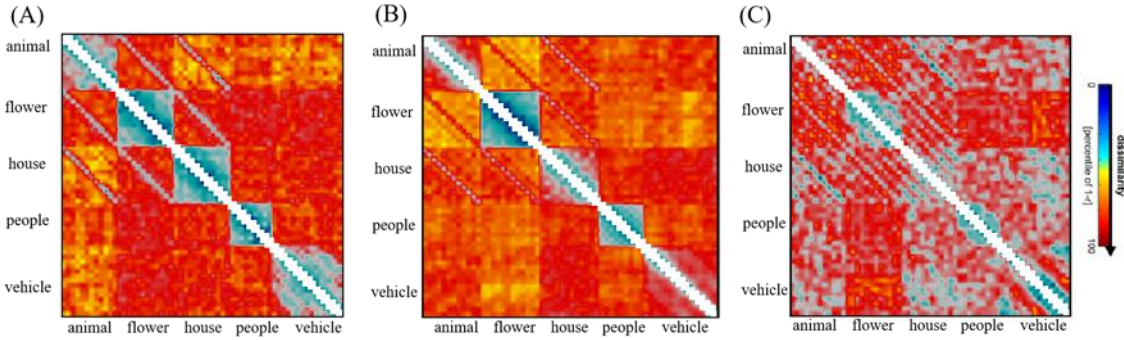 (A)
(B)
(C)
animal
flower
house
people
vehicle
animal flower house people vehicle
animal
flower
house
people
vehicle
animal flower house people vehicle
animal
flower
house
people
vehicle
animal flower house people vehicle
0
100
dissimilarity
[percentile of 1-r]